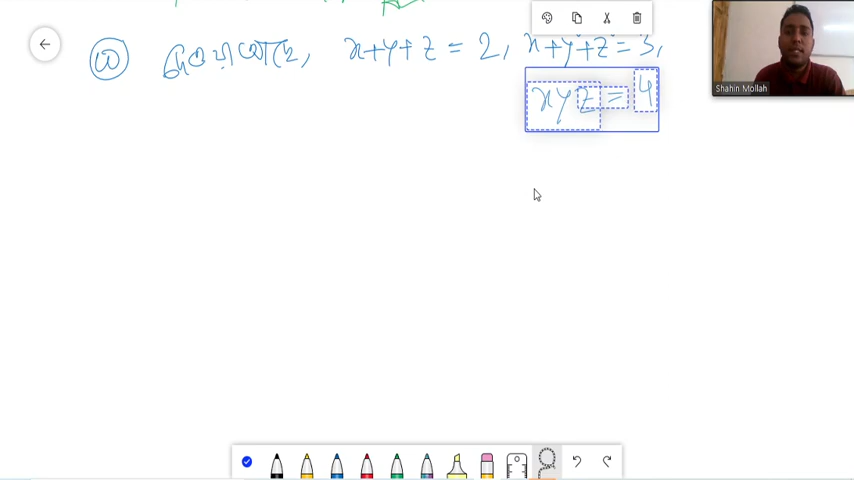 ⓐ দেওয়া আছে, x+y+z = 2, x²+y²+z² = 3,
xyz = 4
Shahin Mollah